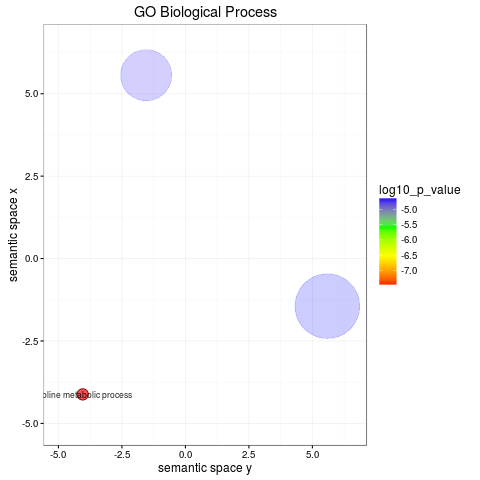 GO Biological Process
5.0
2.5
0.0
-2.5
-5.0
semantic space x
oline metabolic process
-5.0 -2.5 0.0 2.5 5.0
semantic space y
log10_p_value
-5.0
-5.5
-6.0
-6.5
-7.0